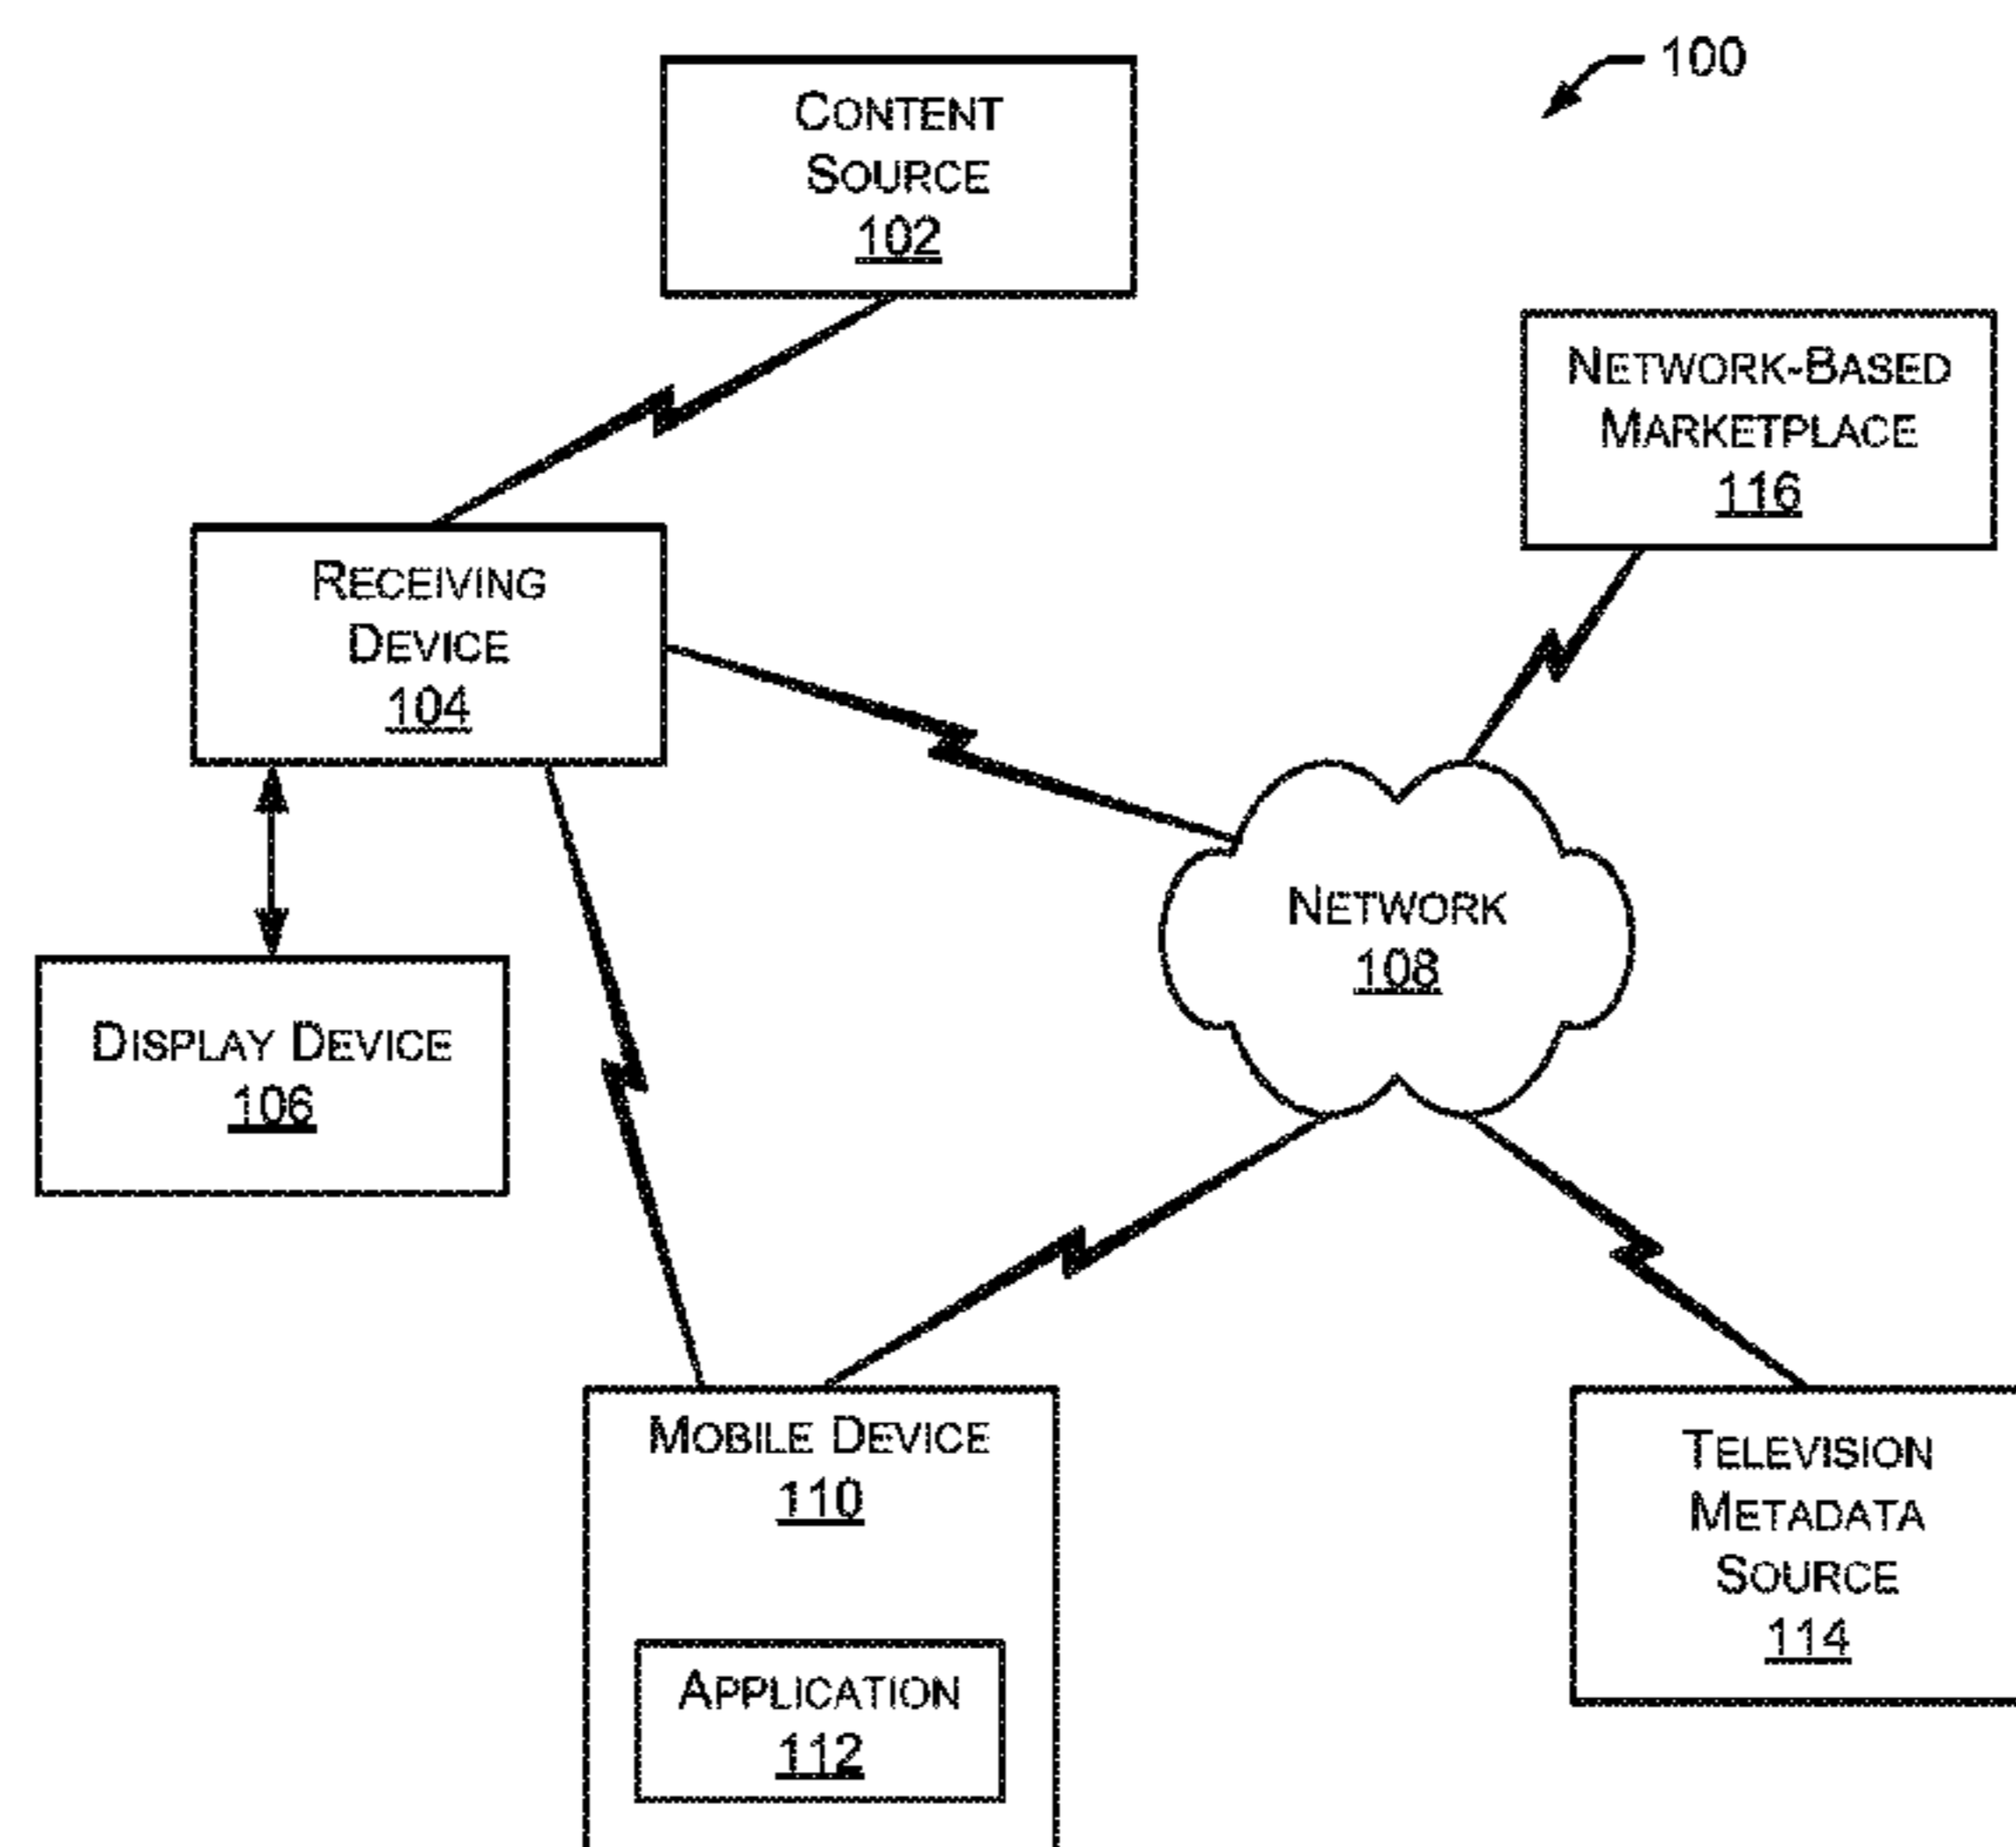 100
CONTENT
SOURCE
102
NETWORK-BASED
MARKETPLACE
116
RECEIVING
DEVICE
104
NETWORK
108
DISPLAY DEVICE
106
MOBILE DEVICE
110
APPLICATION
112
TELEVISION
METADATA
SOURCE
114